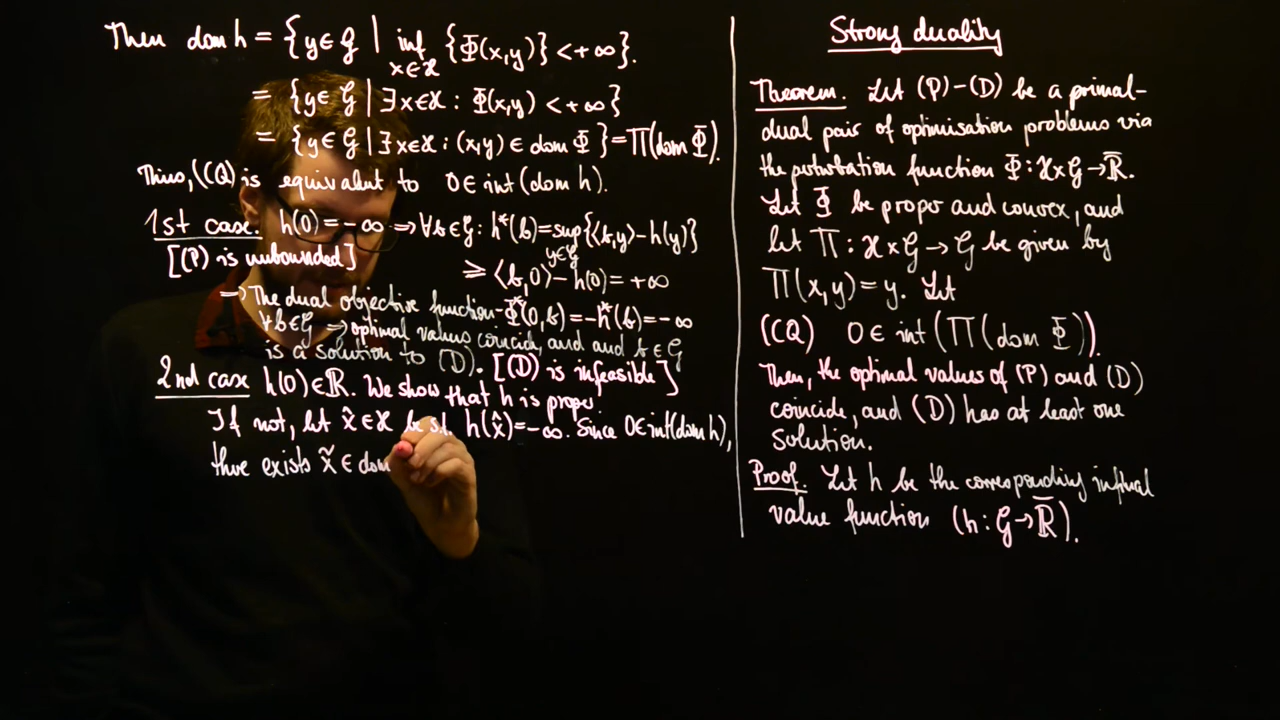 Then dom h = {y∈𝒢 | inf_{x∈ℋ} {Φ(x,y)} < +∞}.
= {y∈𝒢 | ∃x∈ℋ : Φ(x,y) < +∞}
= {y∈𝒢 | ∃x∈ℋ : (x,y) ∈ dom Φ} = Π(dom Φ).
Thus, (CQ) is equivalent to 0∈int(dom h).
1st case. h(0) = −∞ ⇒ ∀b∈𝒢: h*(b) = sup_{y∈𝒢} {⟨b,y⟩ − h(y)}
[(P) is unbounded] ≥ ⟨b,0⟩ − h(0) = +∞
⇒ The dual objective function −Φ*(0,b) = −h*(b) = −∞
∀b∈𝒢 ⇒ optimal values coincide, and and b∈𝒢
is a solution to (D). [(D) is infeasible]
2nd case h(0)∈ℝ. We show that h is proper
If not, let x̂∈ℋ be s.t. h(x̂) = −∞. Since 0∈int(dom h),
there exists x̃ ∈ dom
Strong duality
Theorem. Let (P)−(D) be a primal-
dual pair of optimisation problems via
the perturbation function Φ : ℋ×𝒢→ℝ̄.
Let Φ be proper and convex, and
let Π : ℋ×𝒢 → 𝒢 be given by
Π(x,y) = y. Let
(CQ) 0 ∈ int(Π(dom Φ)).
Then, the optimal values of (P) and (D)
coincide, and (D) has at least one
solution.
Proof. Let h be the corresponding infimal
value function (h : 𝒢→ℝ̄).